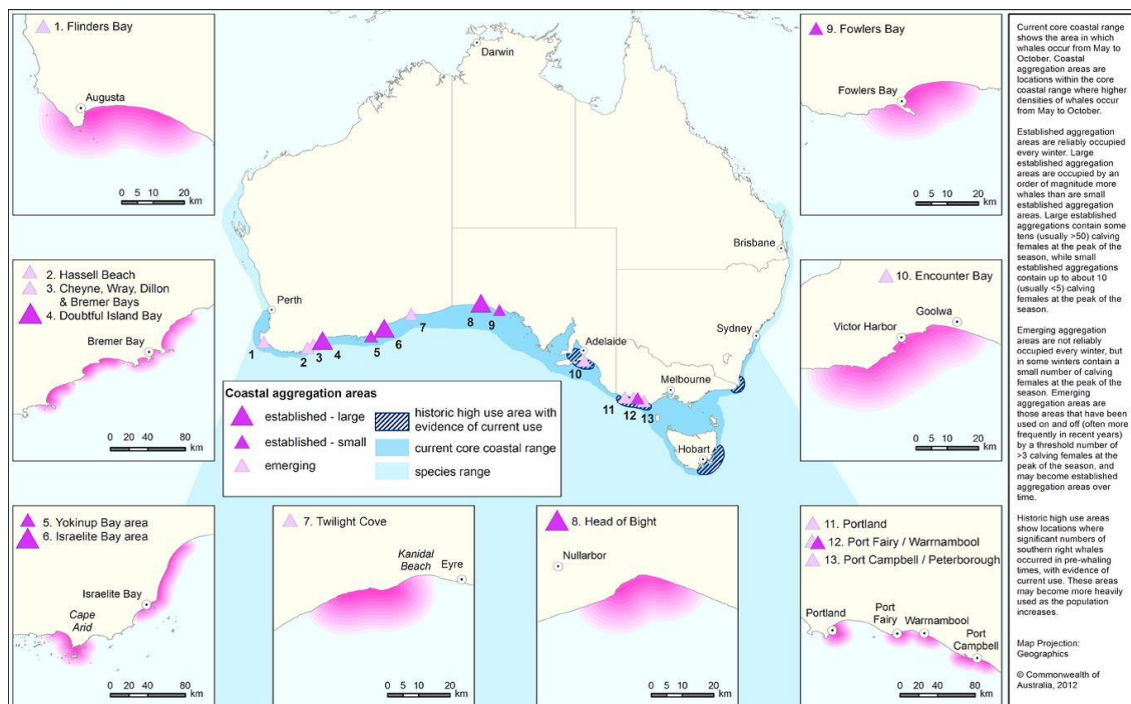 1. Flinders Bay
Augusta
0 5 10 20
km
2. Hassell Beach
3. Cheyne, Wray, Dillon
& Bremer Bays
4. Doubtful Island Bay
Bremer Bay
0 20 40 80
km
5. Yokinup Bay area
6. Israelite Bay area
Israelite Bay
Cape
Arid
0 20 40 80
km
Darwin
Brisbane
Perth
Sydney
Adelaide
Melbourne
Hobart
1
2
3
4
5
6
7
8
9
10
11
12
13
Coastal aggregation areas
established - large
established - small
emerging
historic high use area with
evidence of current use
current core coastal range
species range
7. Twilight Cove
Kanidal
Beach
Eyre
0 5 10 20
km
8. Head of Bight
Nullarbor
0 5 10 20
km
9. Fowlers Bay
Fowlers Bay
0 5 10 20
km
10. Encounter Bay
Goolwa
Victor Harbor
0 5 10 20
km
11. Portland
12. Port Fairy / Warrnambool
13. Port Campbell / Peterborough
Portland
Port
Fairy
Warrnambool
Port
Campbell
0 20 40 80
km
Current core coastal range
shows the area in which
whales occur from May to
October. Coastal
aggregation areas are
locations within the core
coastal range where higher
densities of whales occur
from May to October.
Established aggregation
areas are reliably occupied
every winter. Large
established aggregation
areas are occupied by an
order of magnitude more
whales than are small
established aggregation
areas. Large established
aggregations contain some
tens (usually >50) calving
females at the peak of the
season, while small
established aggregations
contain up to about 10
(usually <5) calving
females at the peak of the
season.
Emerging aggregation
areas are not reliably
occupied every winter, but
in some winters contain a
small number of calving
females at the peak of the
season. Emerging
aggregation areas are
those areas that have been
used on and off (often more
frequently in recent years)
by a threshold number of
>3 calving females at the
peak of the season, and
may become established
aggregation areas over
time.
Historic high use areas
show locations where
significant numbers of
southern right whales
occurred in pre-whaling
times, with evidence of
current use. These areas
may become more heavily
used as the population
increases.
Map Projection:
Geographics
© Commonwealth of
Australia, 2012